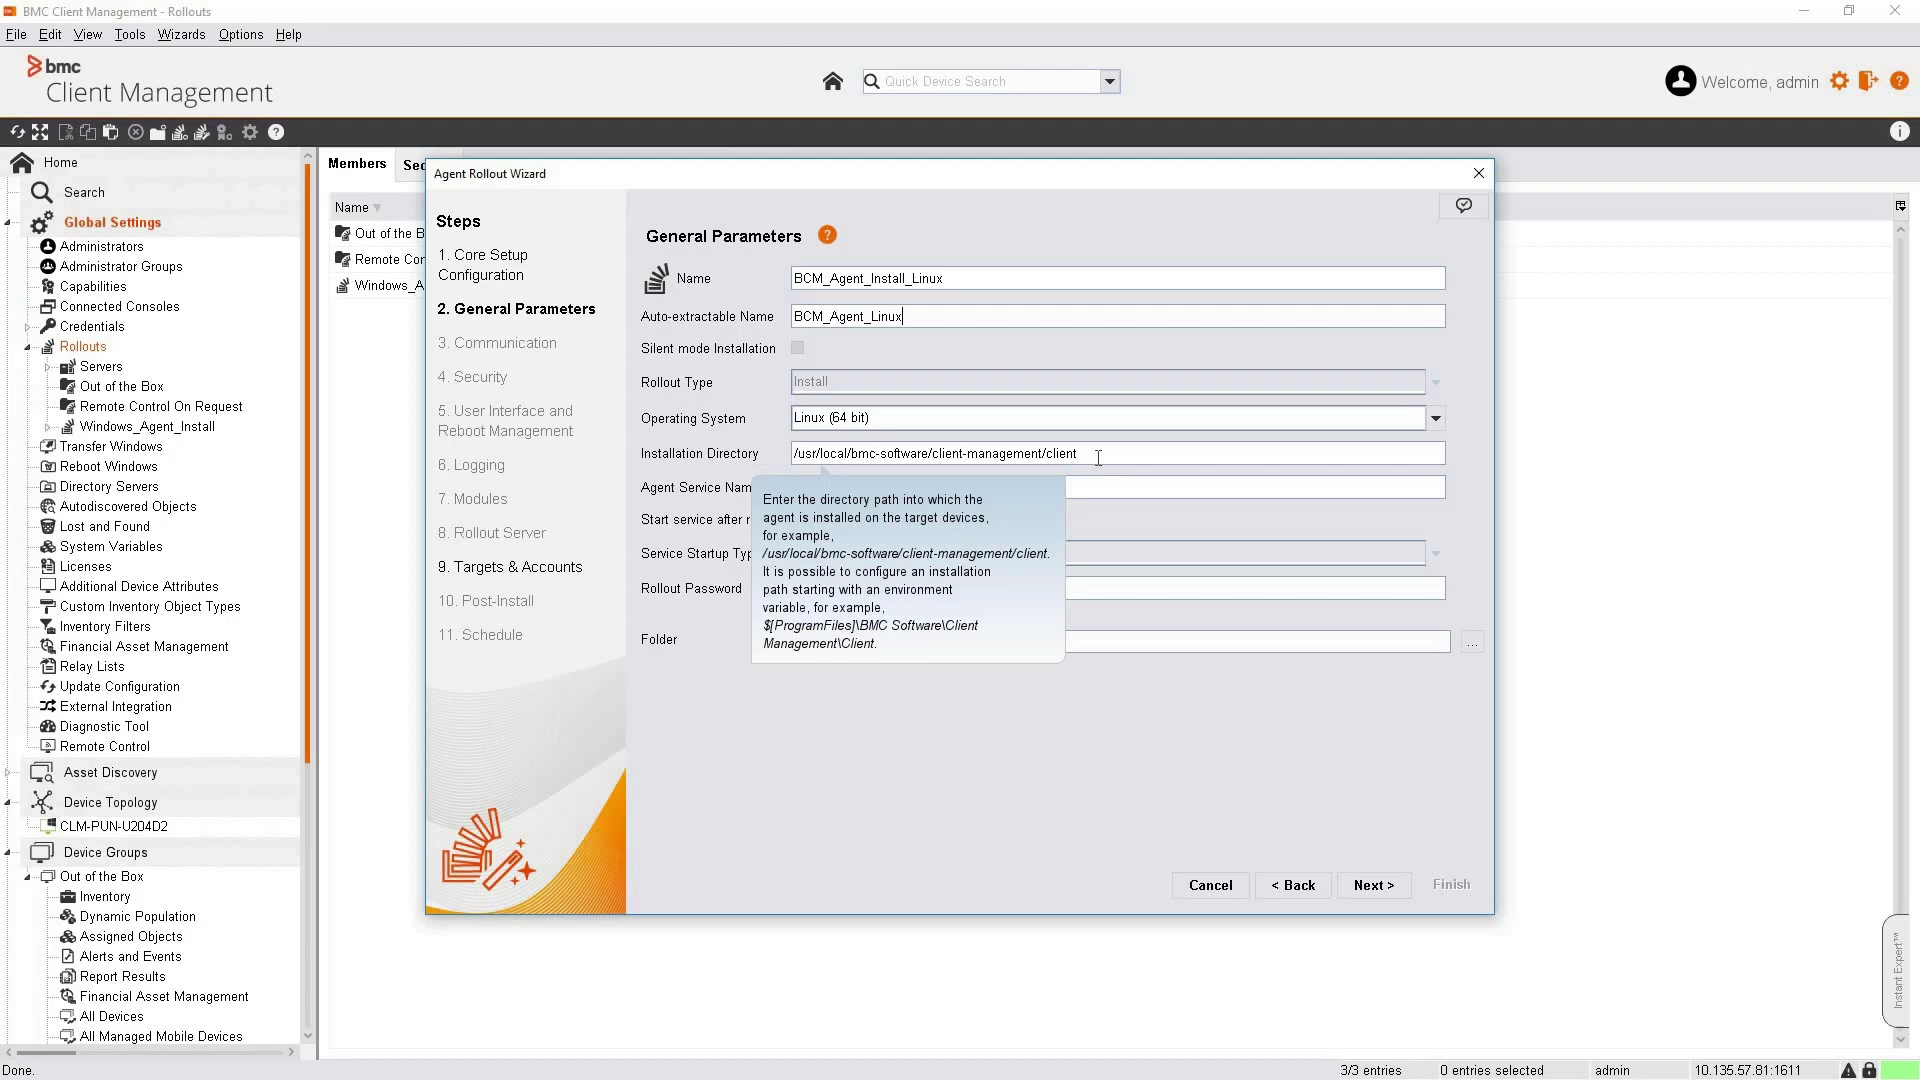 BMC Client Management - Rollouts
File Edit View Tools Wizards Options Help
bmc
Client Management
Quick Device Search
Welcome, admin
Home
Search
Global Settings
Administrators
Administrator Groups
Capabilities
Connected Consoles
Credentials
Rollouts
Servers
Out of the Box
Remote Control On Request
Windows_Agent_Install
Transfer Windows
Reboot Windows
Directory Servers
Autodiscovered Objects
Lost and Found
System Variables
Licenses
Additional Device Attributes
Custom Inventory Object Types
Inventory Filters
Financial Asset Management
Relay Lists
Update Configuration
External Integration
Diagnostic Tool
Remote Control
Asset Discovery
Device Topology
CLM-PUN-U204D2
Device Groups
Out of the Box
Inventory
Dynamic Population
Assigned Objects
Alerts and Events
Report Results
Financial Asset Management
All Devices
All Managed Mobile Devices
Members Sec
Name
Out of the B
Remote Cor
Windows_A
Agent Rollout Wizard
Steps
1. Core Setup
Configuration
2. General Parameters
3. Communication
4. Security
5. User Interface and
Reboot Management
6. Logging
7. Modules
8. Rollout Server
9. Targets & Accounts
10. Post-Install
11. Schedule
General Parameters ?
Name BCM_Agent_Install_Linux
Auto-extractable Name BCM_Agent_Linux
Silent mode Installation
Rollout Type Install
Operating System Linux (64 bit)
Installation Directory /usr/local/bmc-software/client-management/client
Agent Service Nam
Start service after r
Service Startup Typ
Rollout Password
Folder ...
Enter the directory path into which the
agent is installed on the target devices,
for example,
/usr/local/bmc-software/client-management/client.
It is possible to configure an installation
path starting with an environment
variable, for example,
$[ProgramFiles]\BMC Software\Client
Management\Client.
Cancel < Back Next > Finish
Instant Expert™
Done. 3/3 entries 0 entries selected admin 10.135.57.81:1611